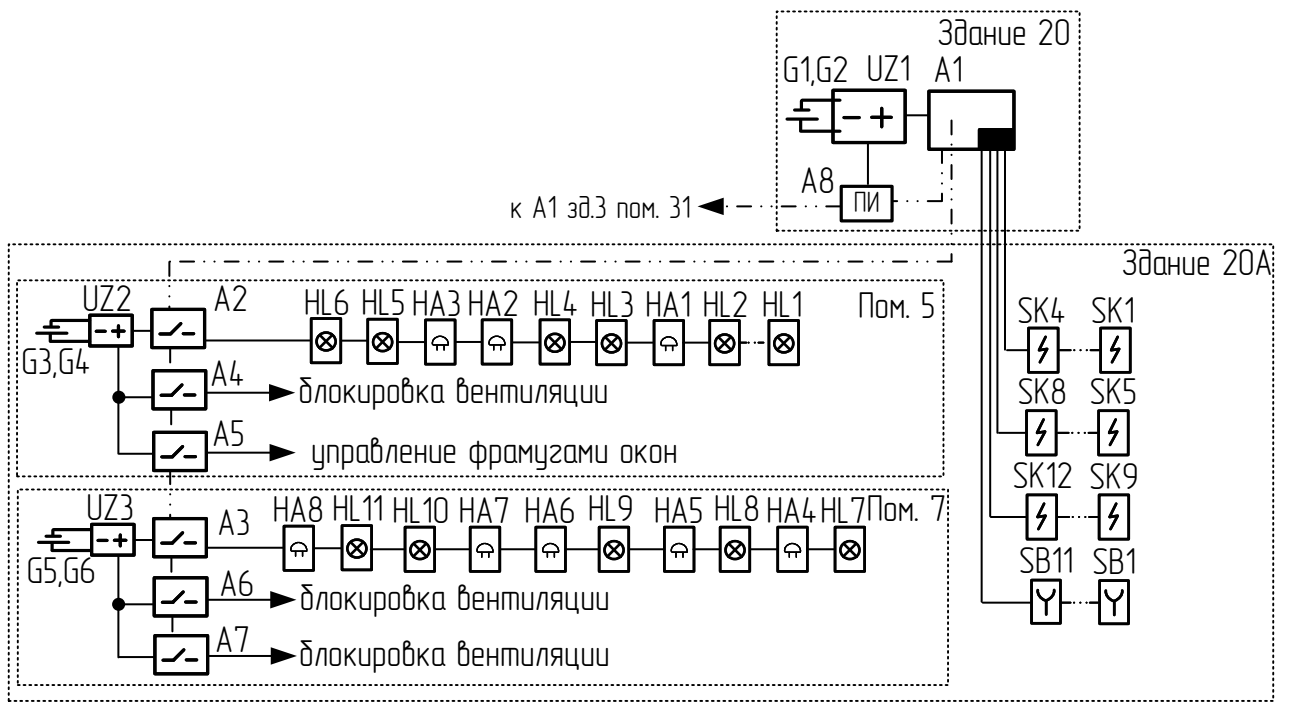 Здание 20
G1,G2 UZ1 A1
A8
ПИ
к А1 зд.3 пом. 31
Здание 20А
UZ2 A2 HL6 HL5 HA3 HA2 HL4 HL3 HA1 HL2 HL1 Пом. 5
G3,G4
A4
блокировка вентиляции
A5
управление фрамугами окон
UZ3 A3 HA8 HL11 HL10 HA7 HA6 HL9 HA5 HL8 HA4 HL7 Пом. 7
G5,G6
A6
блокировка вентиляции
A7
блокировка вентиляции
SK4 SK1
SK8 SK5
SK12 SK9
SB11 SB1